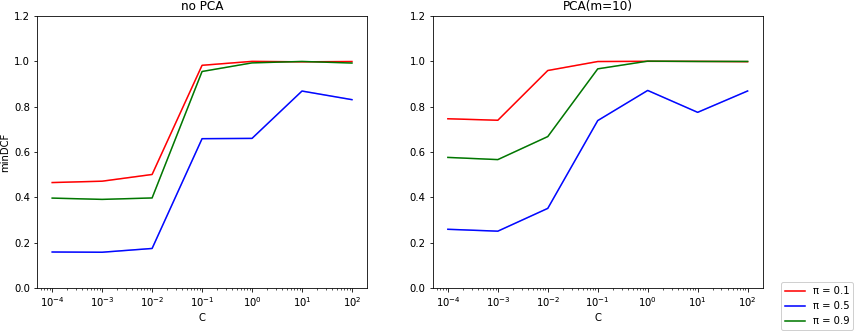 no PCA
1.2
1.0
0.8
0.6
0.4
0.2
0.0
minDCF
10⁻⁴ 10⁻³ 10⁻² 10⁻¹ 10⁰ 10¹ 10²
C
PCA(m=10)
1.2
1.0
0.8
0.6
0.4
0.2
0.0
10⁻⁴ 10⁻³ 10⁻² 10⁻¹ 10⁰ 10¹ 10²
C
π = 0.1
π = 0.5
π = 0.9